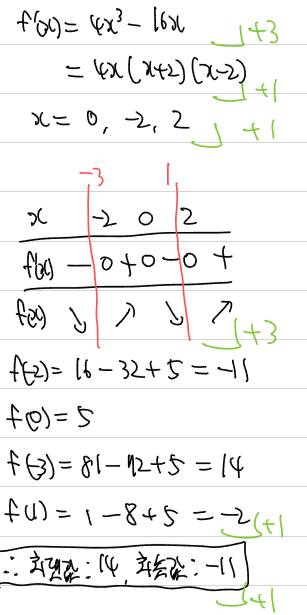 f'(x) = 4x³ - 16x +3
= 4x(x+2)(x-2) +1
x = 0, -2, 2 +1
-3 1
x -2 0 2
f'(x) - 0 + 0 - 0 +
f(x) ↘ ↗ ↘ ↗ +3
f(-2) = 16 - 32 + 5 = -11
f(0) = 5
f(-3) = 81 - 72 + 5 = 14
f(1) = 1 - 8 + 5 = -2 +1
∴ 최댓값 : 14, 최솟값 : -11
+1